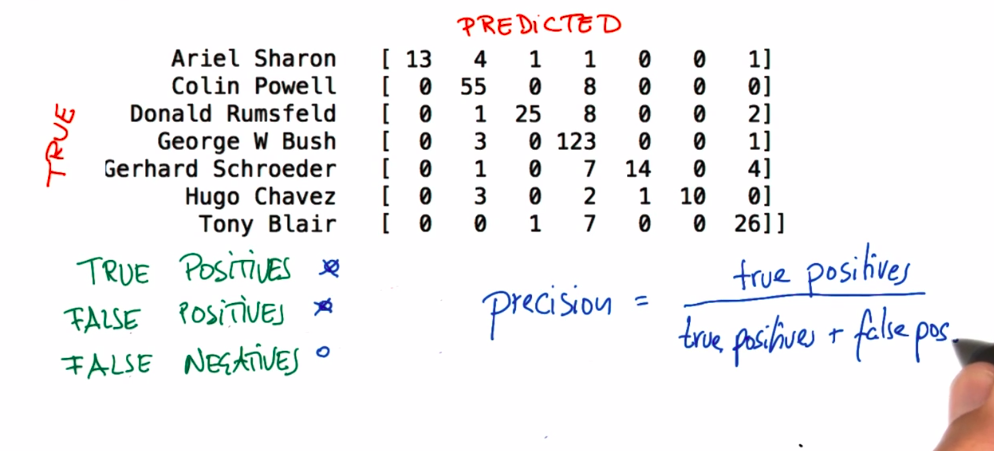 PREDICTED
TRUE
Ariel Sharon [ 13 4 1 1 0 0 1]
Colin Powell [ 0 55 0 8 0 0 0]
Donald Rumsfeld [ 0 1 25 8 0 0 2]
George W Bush [ 0 3 0 123 0 0 1]
Gerhard Schroeder [ 0 1 0 7 14 0 4]
Hugo Chavez [ 0 3 0 2 1 10 0]
Tony Blair [ 0 0 1 7 0 0 26]]
TRUE POSITIVES
FALSE POSITIVES
FALSE NEGATIVES
precision = true positives
true positives + false pos.